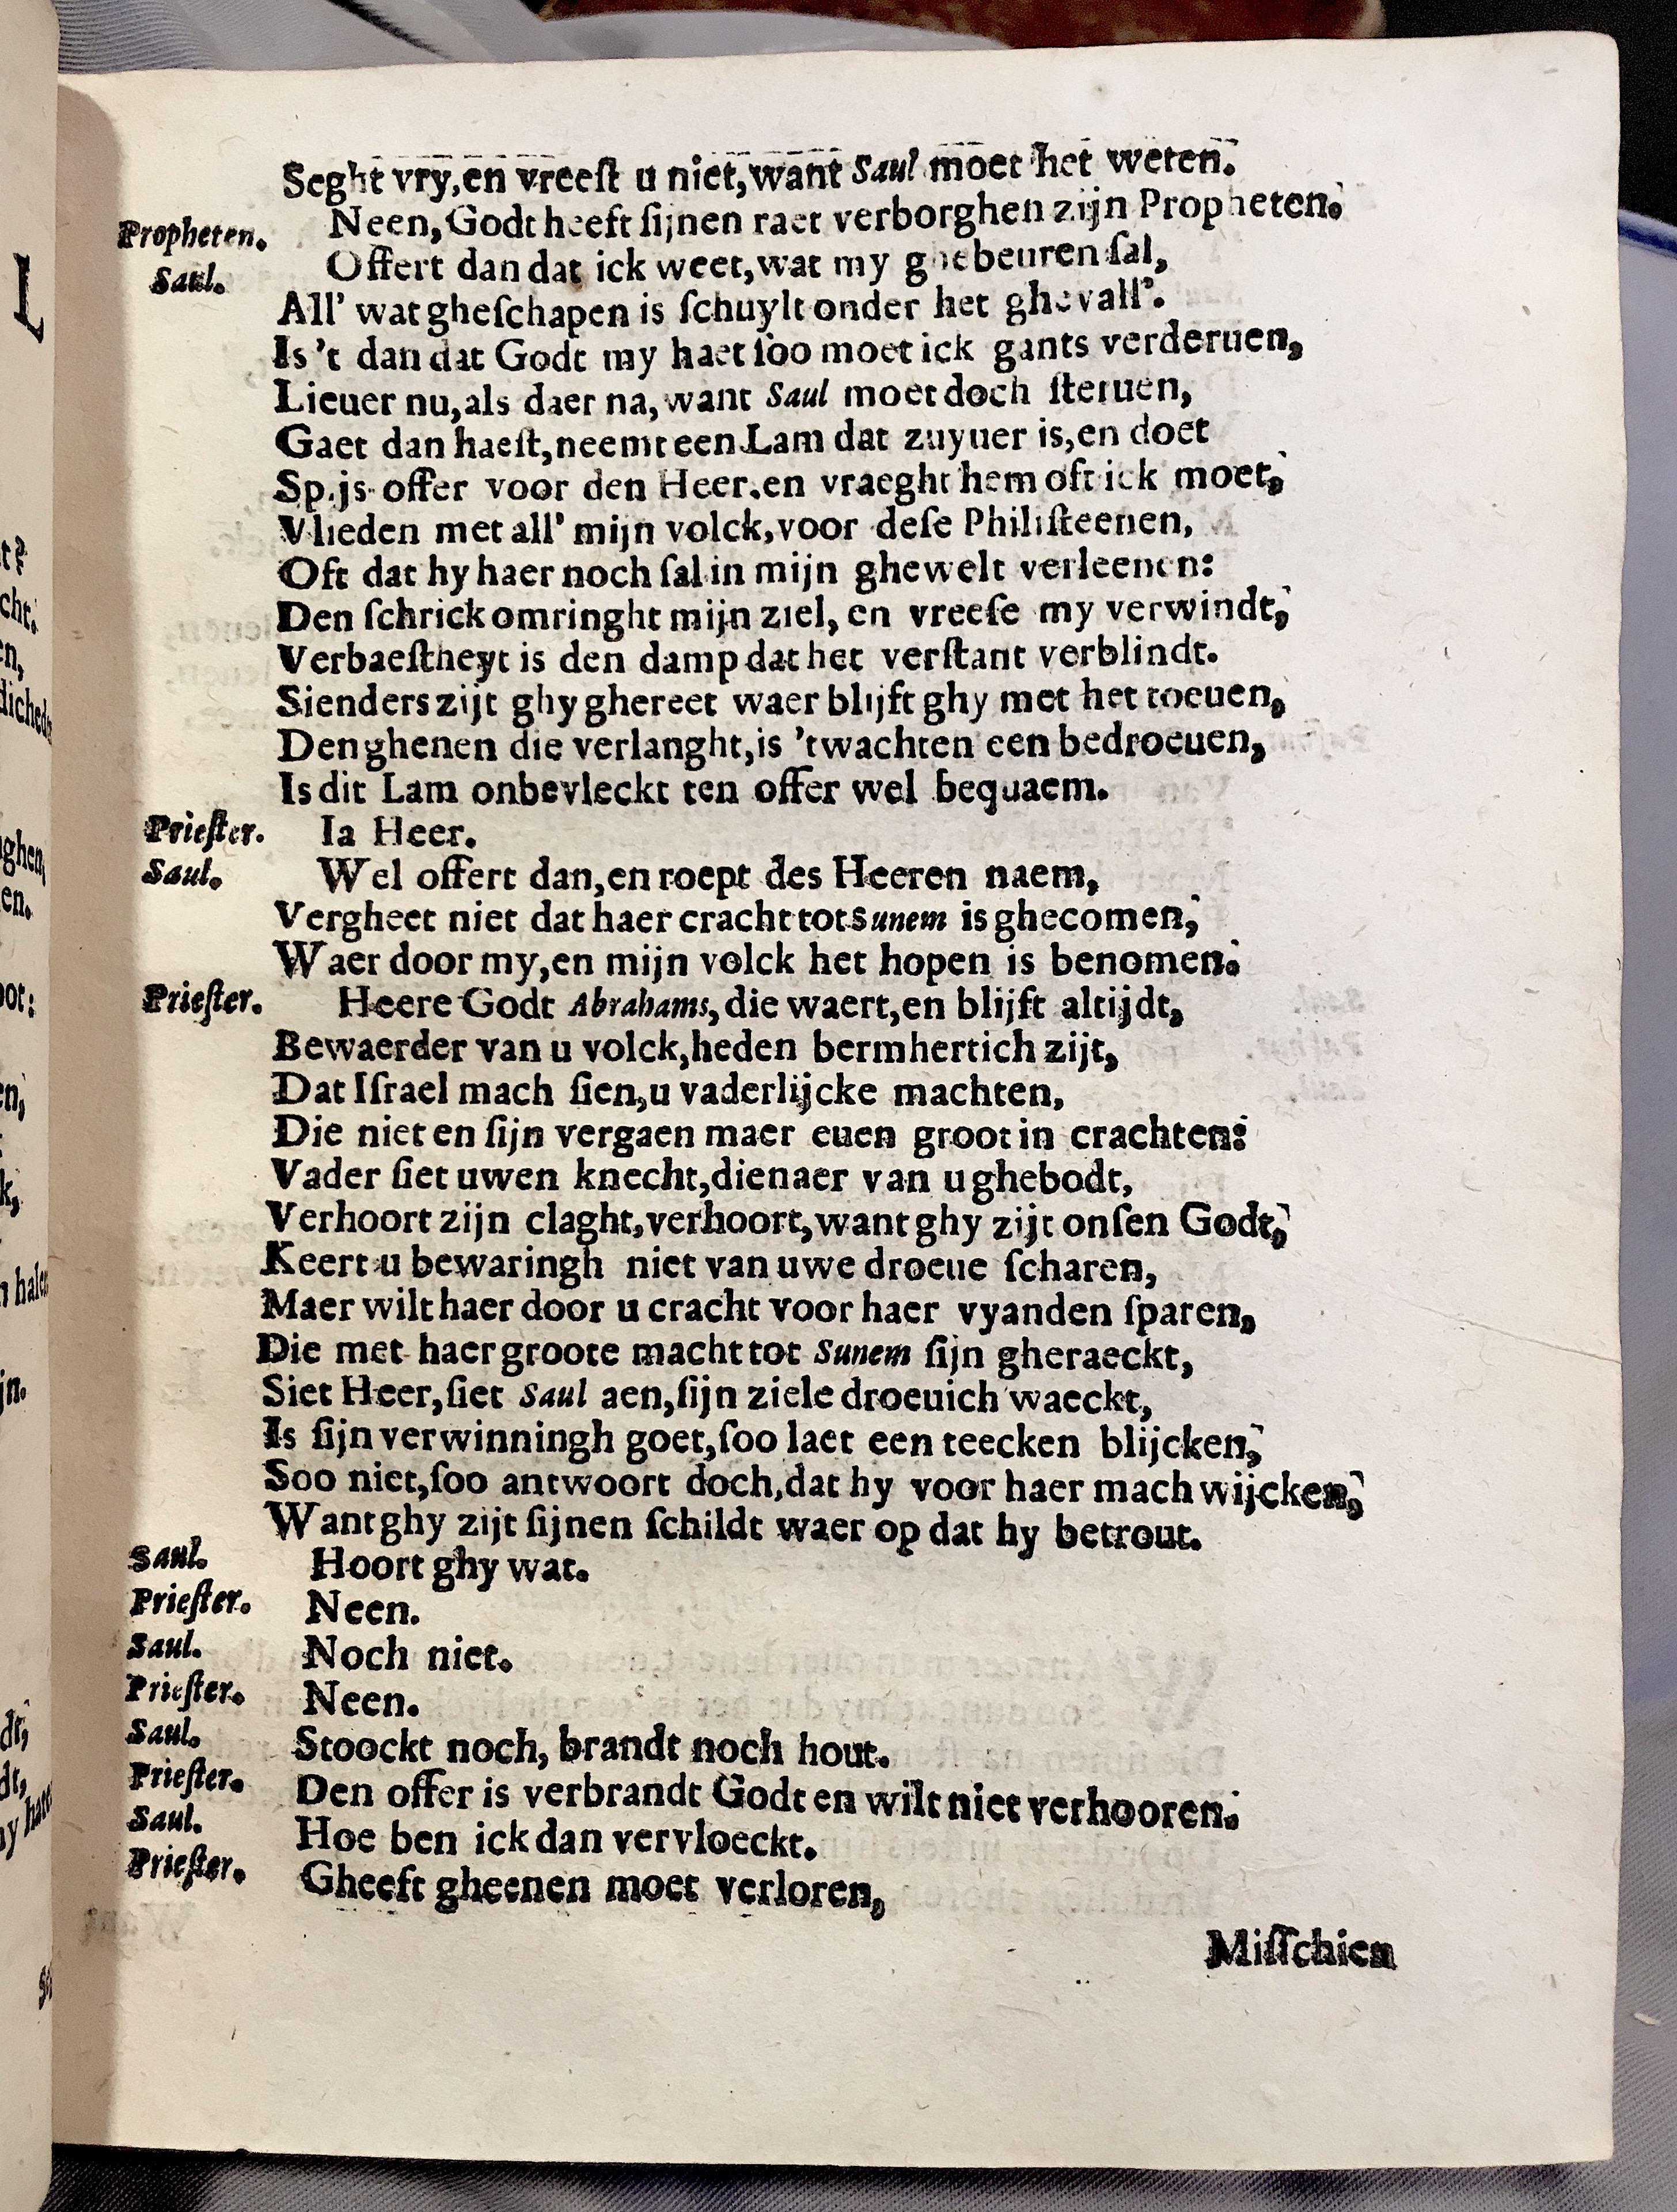 Seght vry, en vreeſt u niet, want Saul moet het weten.
Propheten. Neen, Godt heeft ſijnen raet verborghen zijn Propheten.
Saul. Offert dan dat ick weet, wat my ghebeuren ſal,
All' wat gheſchapen is ſchuylt onder het ghevall'.
Is 't dan dat Godt my haet ſoo moet ick gants verderuen,
Lieuer nu, als daer na, want Saul moet doch ſteruen,
Gaet dan haeſt, neemt een Lam dat zuyuer is, en doet
Spijs-offer voor den Heer, en vraeght hem oft ick moet,
Vlieden met all' mijn volck, voor deſe Philiſteenen,
Oft dat hy haer noch ſal in mijn ghewelt verleenen:
Den ſchrick omringht mijn ziel, en vreeſe my verwindt,
Verbaeſtheyt is den damp dat het verſtant verblindt.
Sienders zijt ghy ghereet waer blijft ghy met het toeuen,
Den ghenen die verlanght, is 't wachten een bedroeuen,
Is dit Lam onbevleckt ten offer wel bequaem.
Prieſter. Ia Heer.
Saul. Wel offert dan, en roept des Heeren naem,
Vergheet niet dat haer cracht tot Sunem is ghecomen,
Waer door my, en mijn volck het hopen is benomen.
Prieſter. Heere Godt Abrahams, die waert, en blijft altijdt,
Bewaerder van u volck, heden bermhertich zijt,
Dat Iſrael mach ſien, u vaderlijcke machten,
Die niet en ſijn vergaen maer euen groot in crachten:
Vader ſiet uwen knecht, dienaer van u ghebodt,
Verhoort zijn claght, verhoort, want ghy zijt onſen Godt,
Keert u bewaringh niet van uwe droeue ſcharen,
Maer wilt haer door u cracht voor haer vyanden ſparen,
Die met haer groote macht tot Sunem ſijn gheraeckt,
Siet Heer, ſiet Saul aen, ſijn ziele droeuich waeckt,
Is ſijn verwinningh goet, ſoo laet een teecken blijcken,
Soo niet, ſoo antwoort doch, dat hy voor haer mach wijcken,
Want ghy zijt ſijnen ſchildt waer op dat hy betrout.
Saul. Hoort ghy wat.
Prieſter. Neen.
Saul. Noch niet.
Prieſter. Neen.
Saul. Stoockt noch, brandt noch hout.
Prieſter. Den offer is verbrandt Godt en wilt niet verhooren.
Saul. Hoe ben ick dan vervloeckt.
Prieſter. Gheeft gheenen moet verloren,
Miſſchien